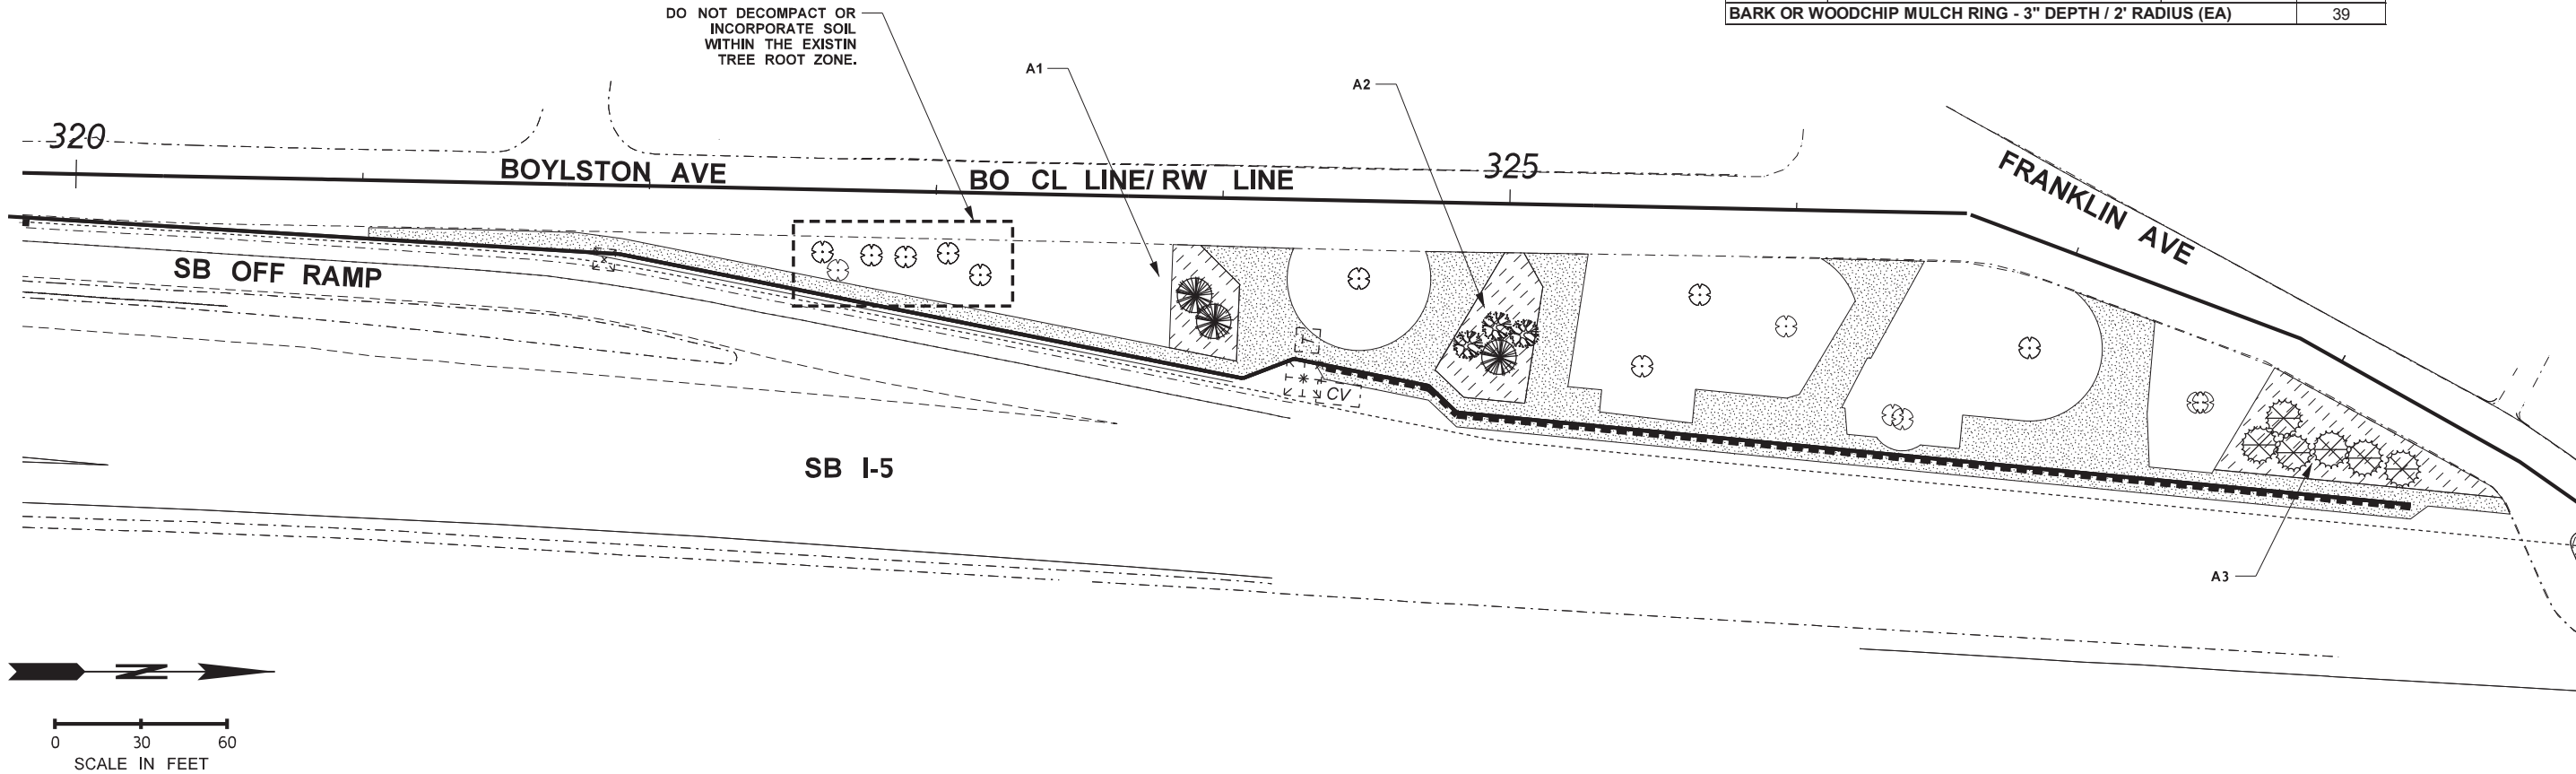 BARK OR WOODCHIP MULCH RING - 3" DEPTH / 2' RADIUS (EA) 39
DO NOT DECOMPACT OR
INCORPORATE SOIL
WITHIN THE EXISTIN
TREE ROOT ZONE.
A1
A2
320
325
BOYLSTON AVE
BO CL LINE/ RW LINE
FRANKLIN AVE
SB OFF RAMP
T
CV
SB I-5
A3
N
0 30 60
SCALE IN FEET